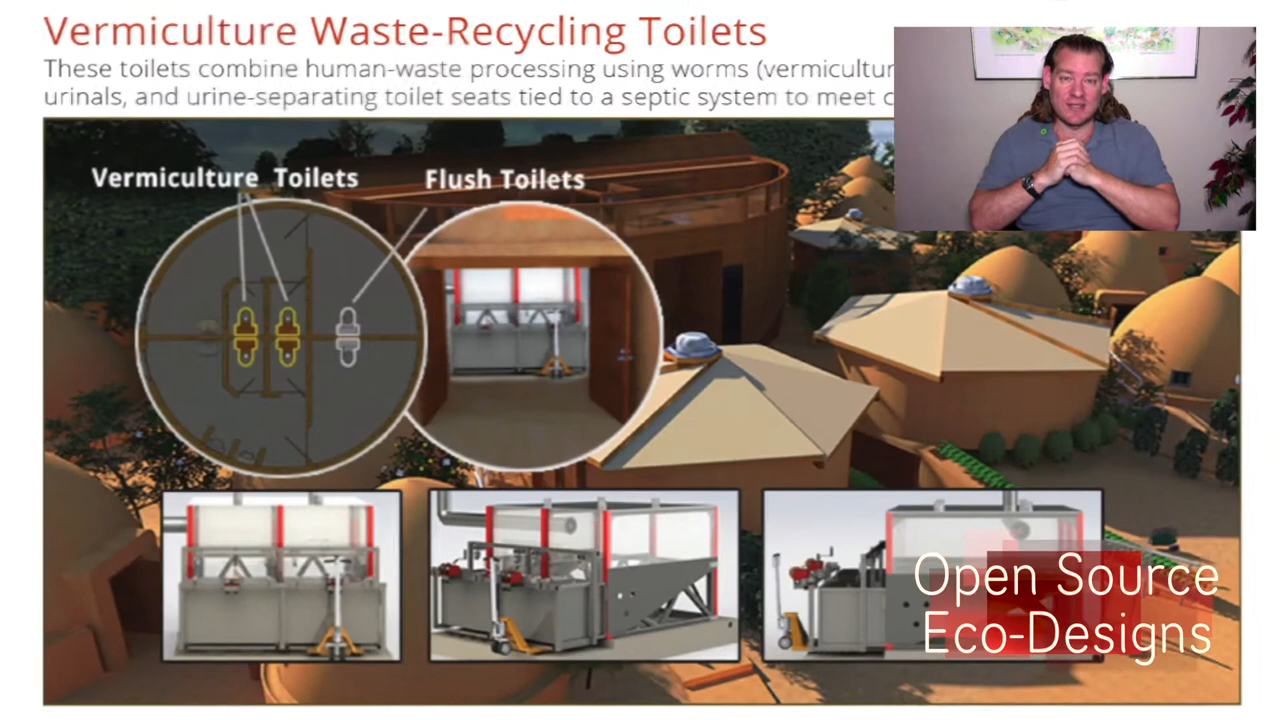 Vermiculture Waste-Recycling Toilets
These toilets combine human-waste processing using worms (vermicultur
urinals, and urine-separating toilet seats tied to a septic system to meet c
Vermiculture Toilets
Flush Toilets
Open Source
Eco-Designs